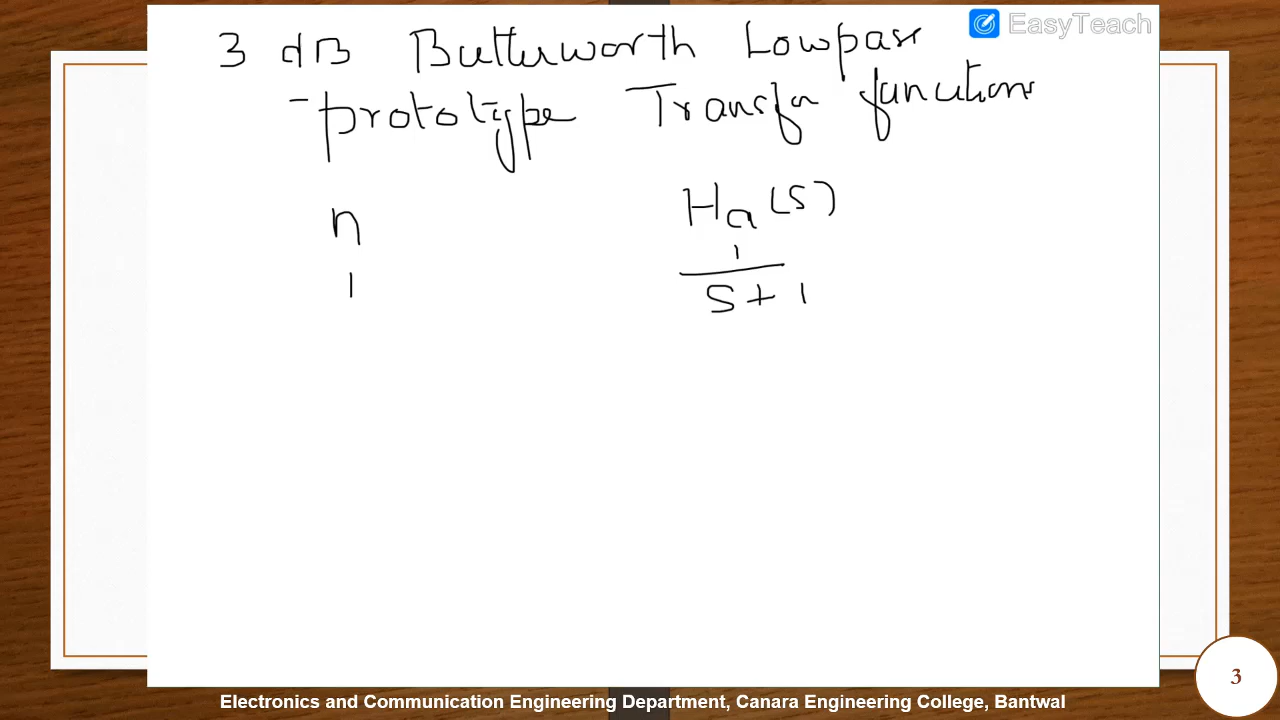 EasyTeach
3 dB Butterworth Lowpass
- prototype Transfer functions
n Ha(s)
1 1/(s+1)
3
Electronics and Communication Engineering Department, Canara Engineering College, Bantwal